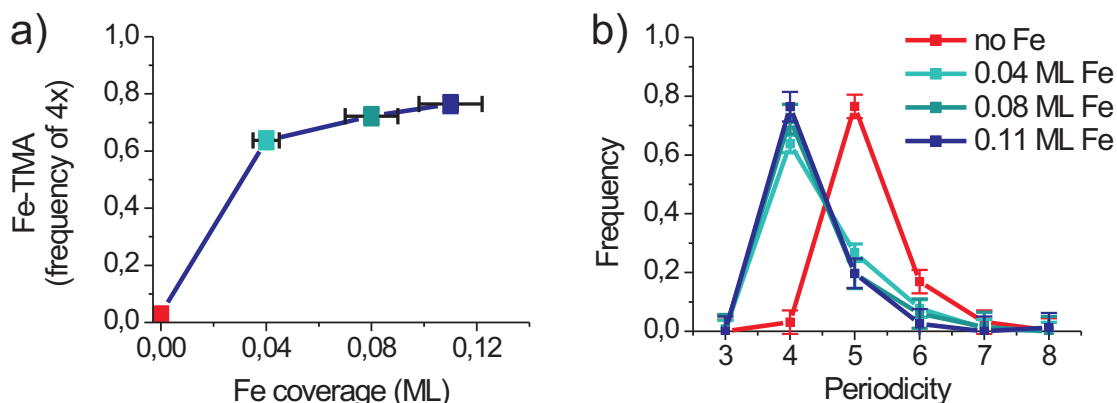 a)
Fe-TMA
(frequency of 4x)
1,0
0,8
0,6
0,4
0,2
0,0
0,00 0,04 0,08 0,12
Fe coverage (ML)
b)
no Fe
0.04 ML Fe
0.08 ML Fe
0.11 ML Fe
Frequency
1,0
0,8
0,6
0,4
0,2
0,0
3 4 5 6 7 8
Periodicity